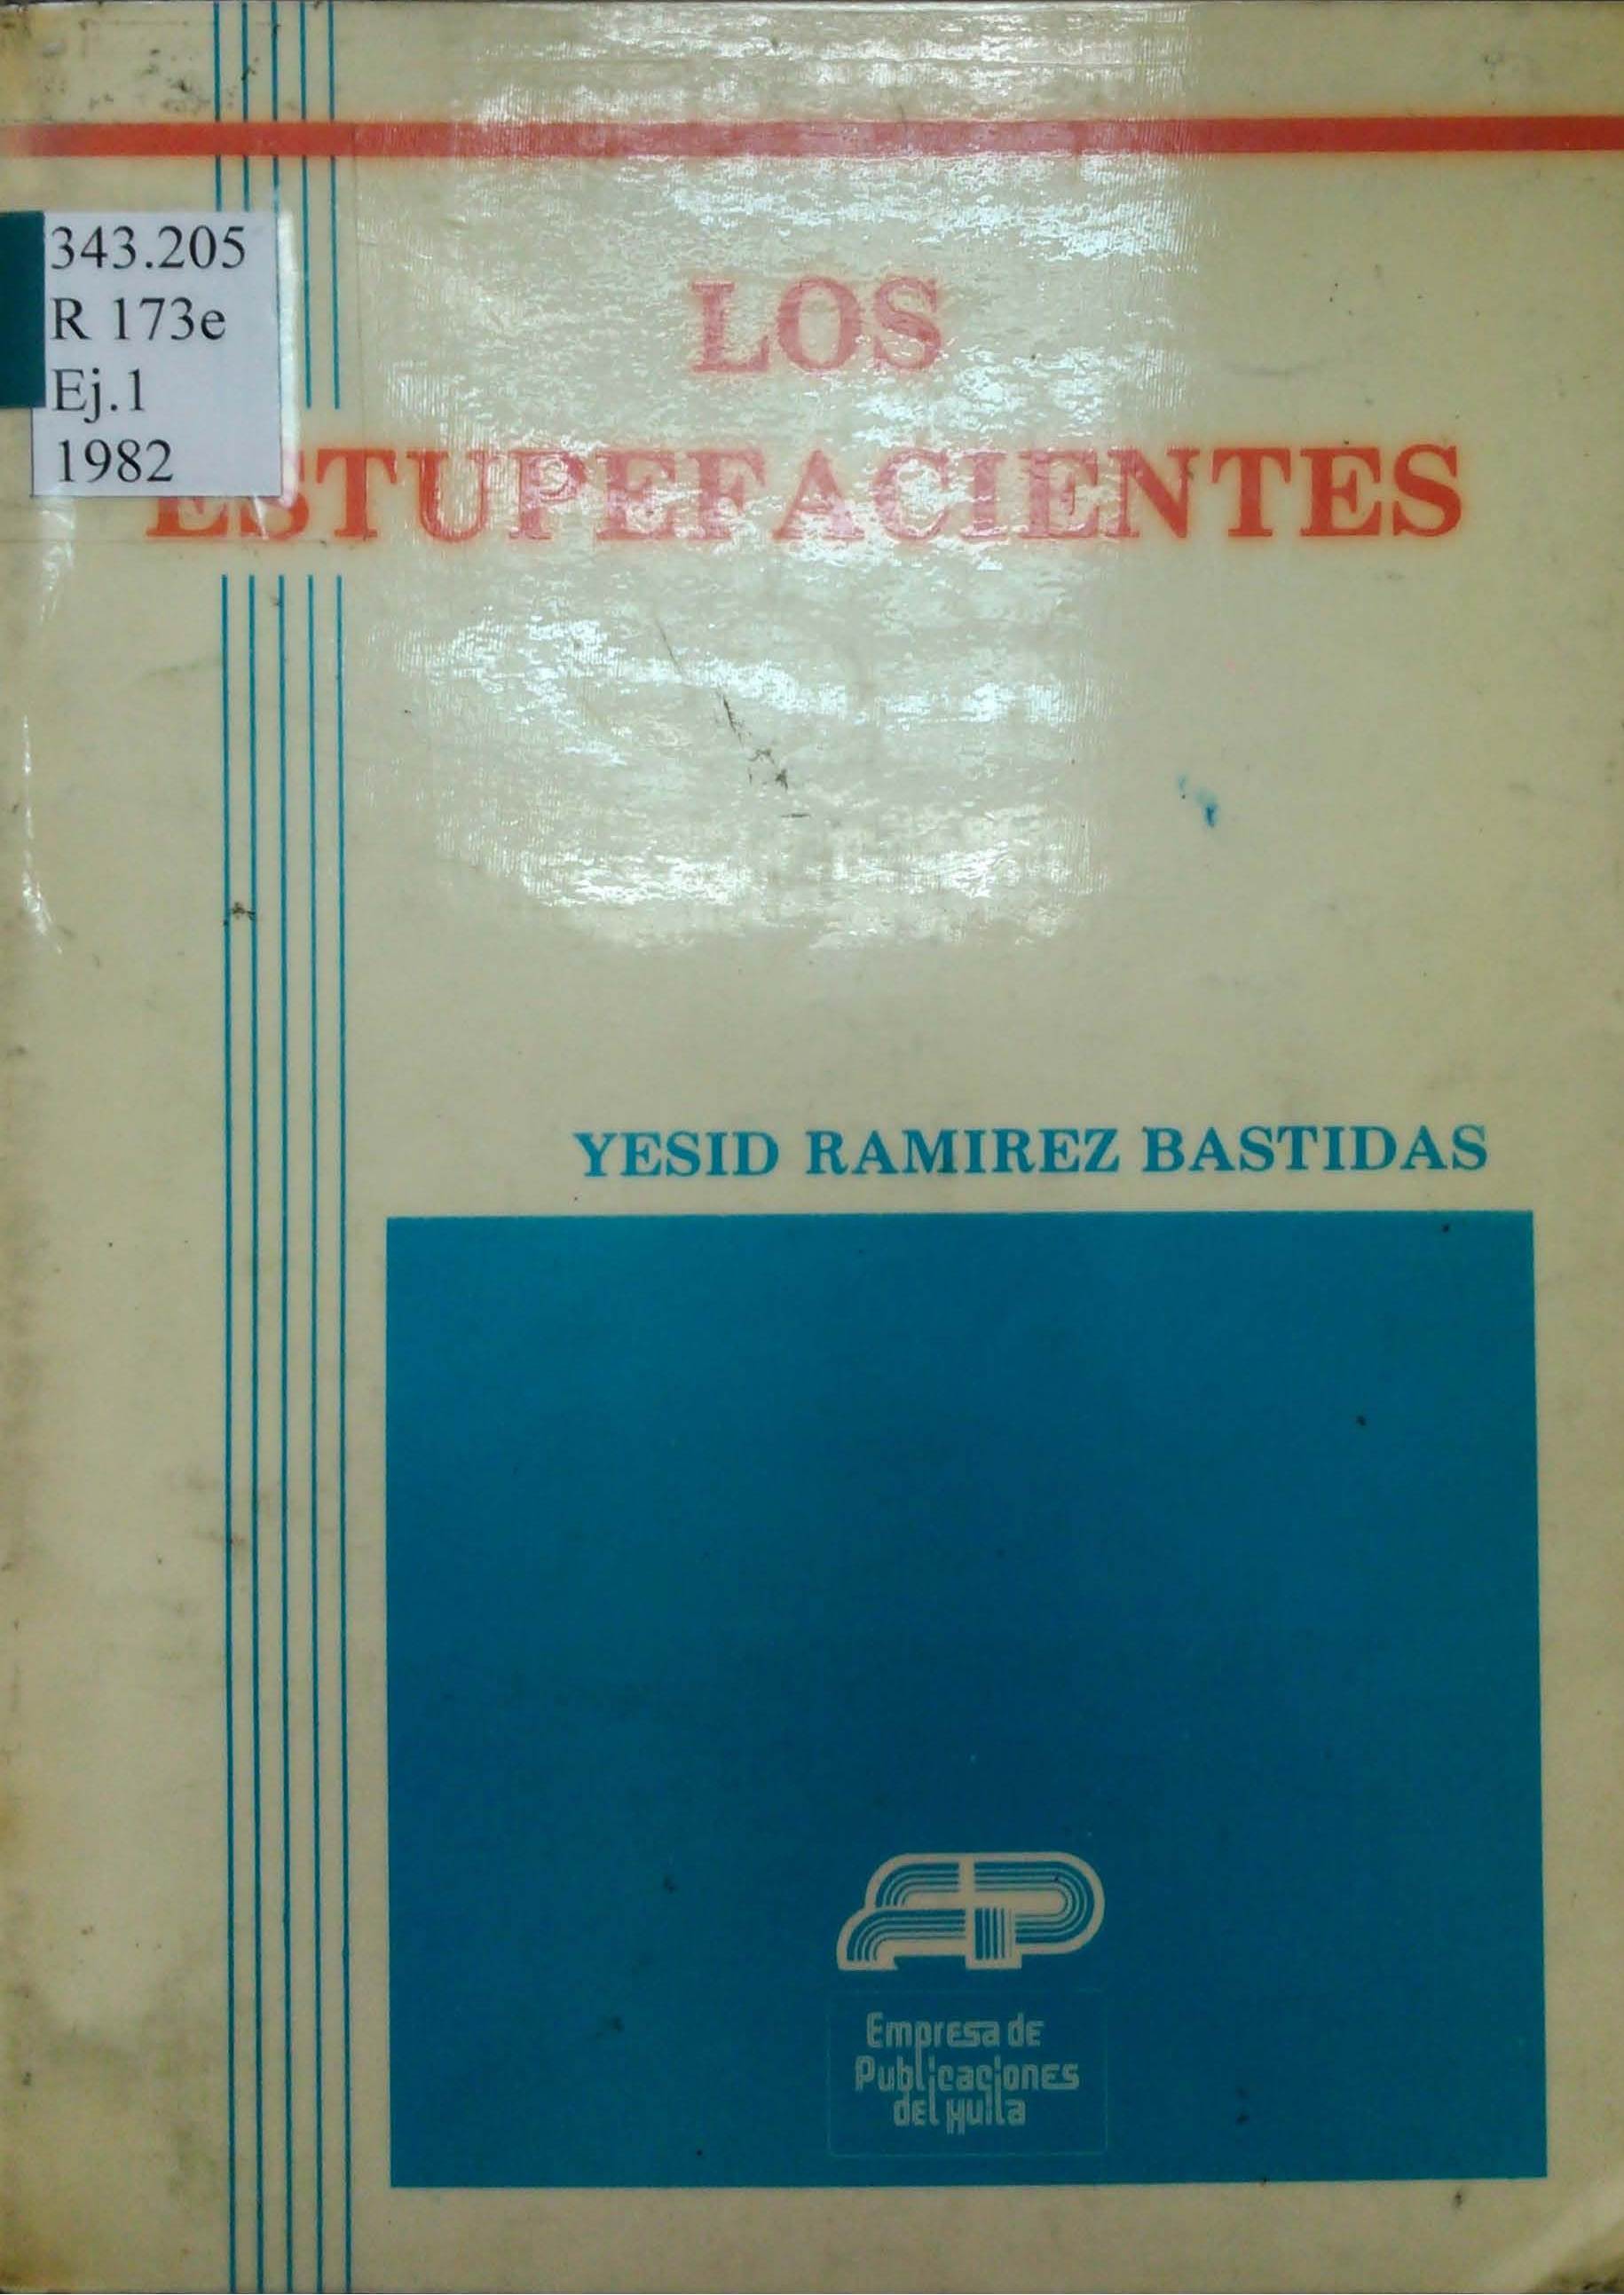 343.205
R 173e
Ej.1
1982
LOS
ESTUPEFACIENTES
YESID RAMIREZ BASTIDAS
Empresa de
Publicaciones
del Huila